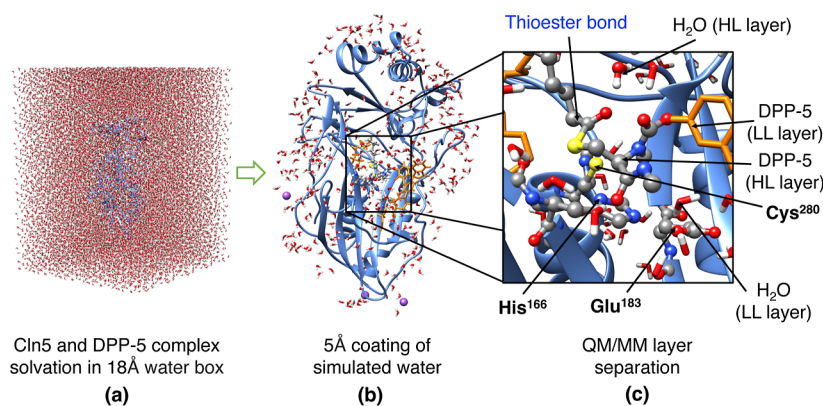 Thioester bond
H₂O (HL layer)
DPP-5
(LL layer)
DPP-5
(HL layer)
Cys²⁸⁰
His¹⁶⁶
Glu¹⁸³
H₂O
(LL layer)
Cln5 and DPP-5 complex
solvation in 18Å water box
(a)
5Å coating of
simulated water
(b)
QM/MM layer
separation
(c)